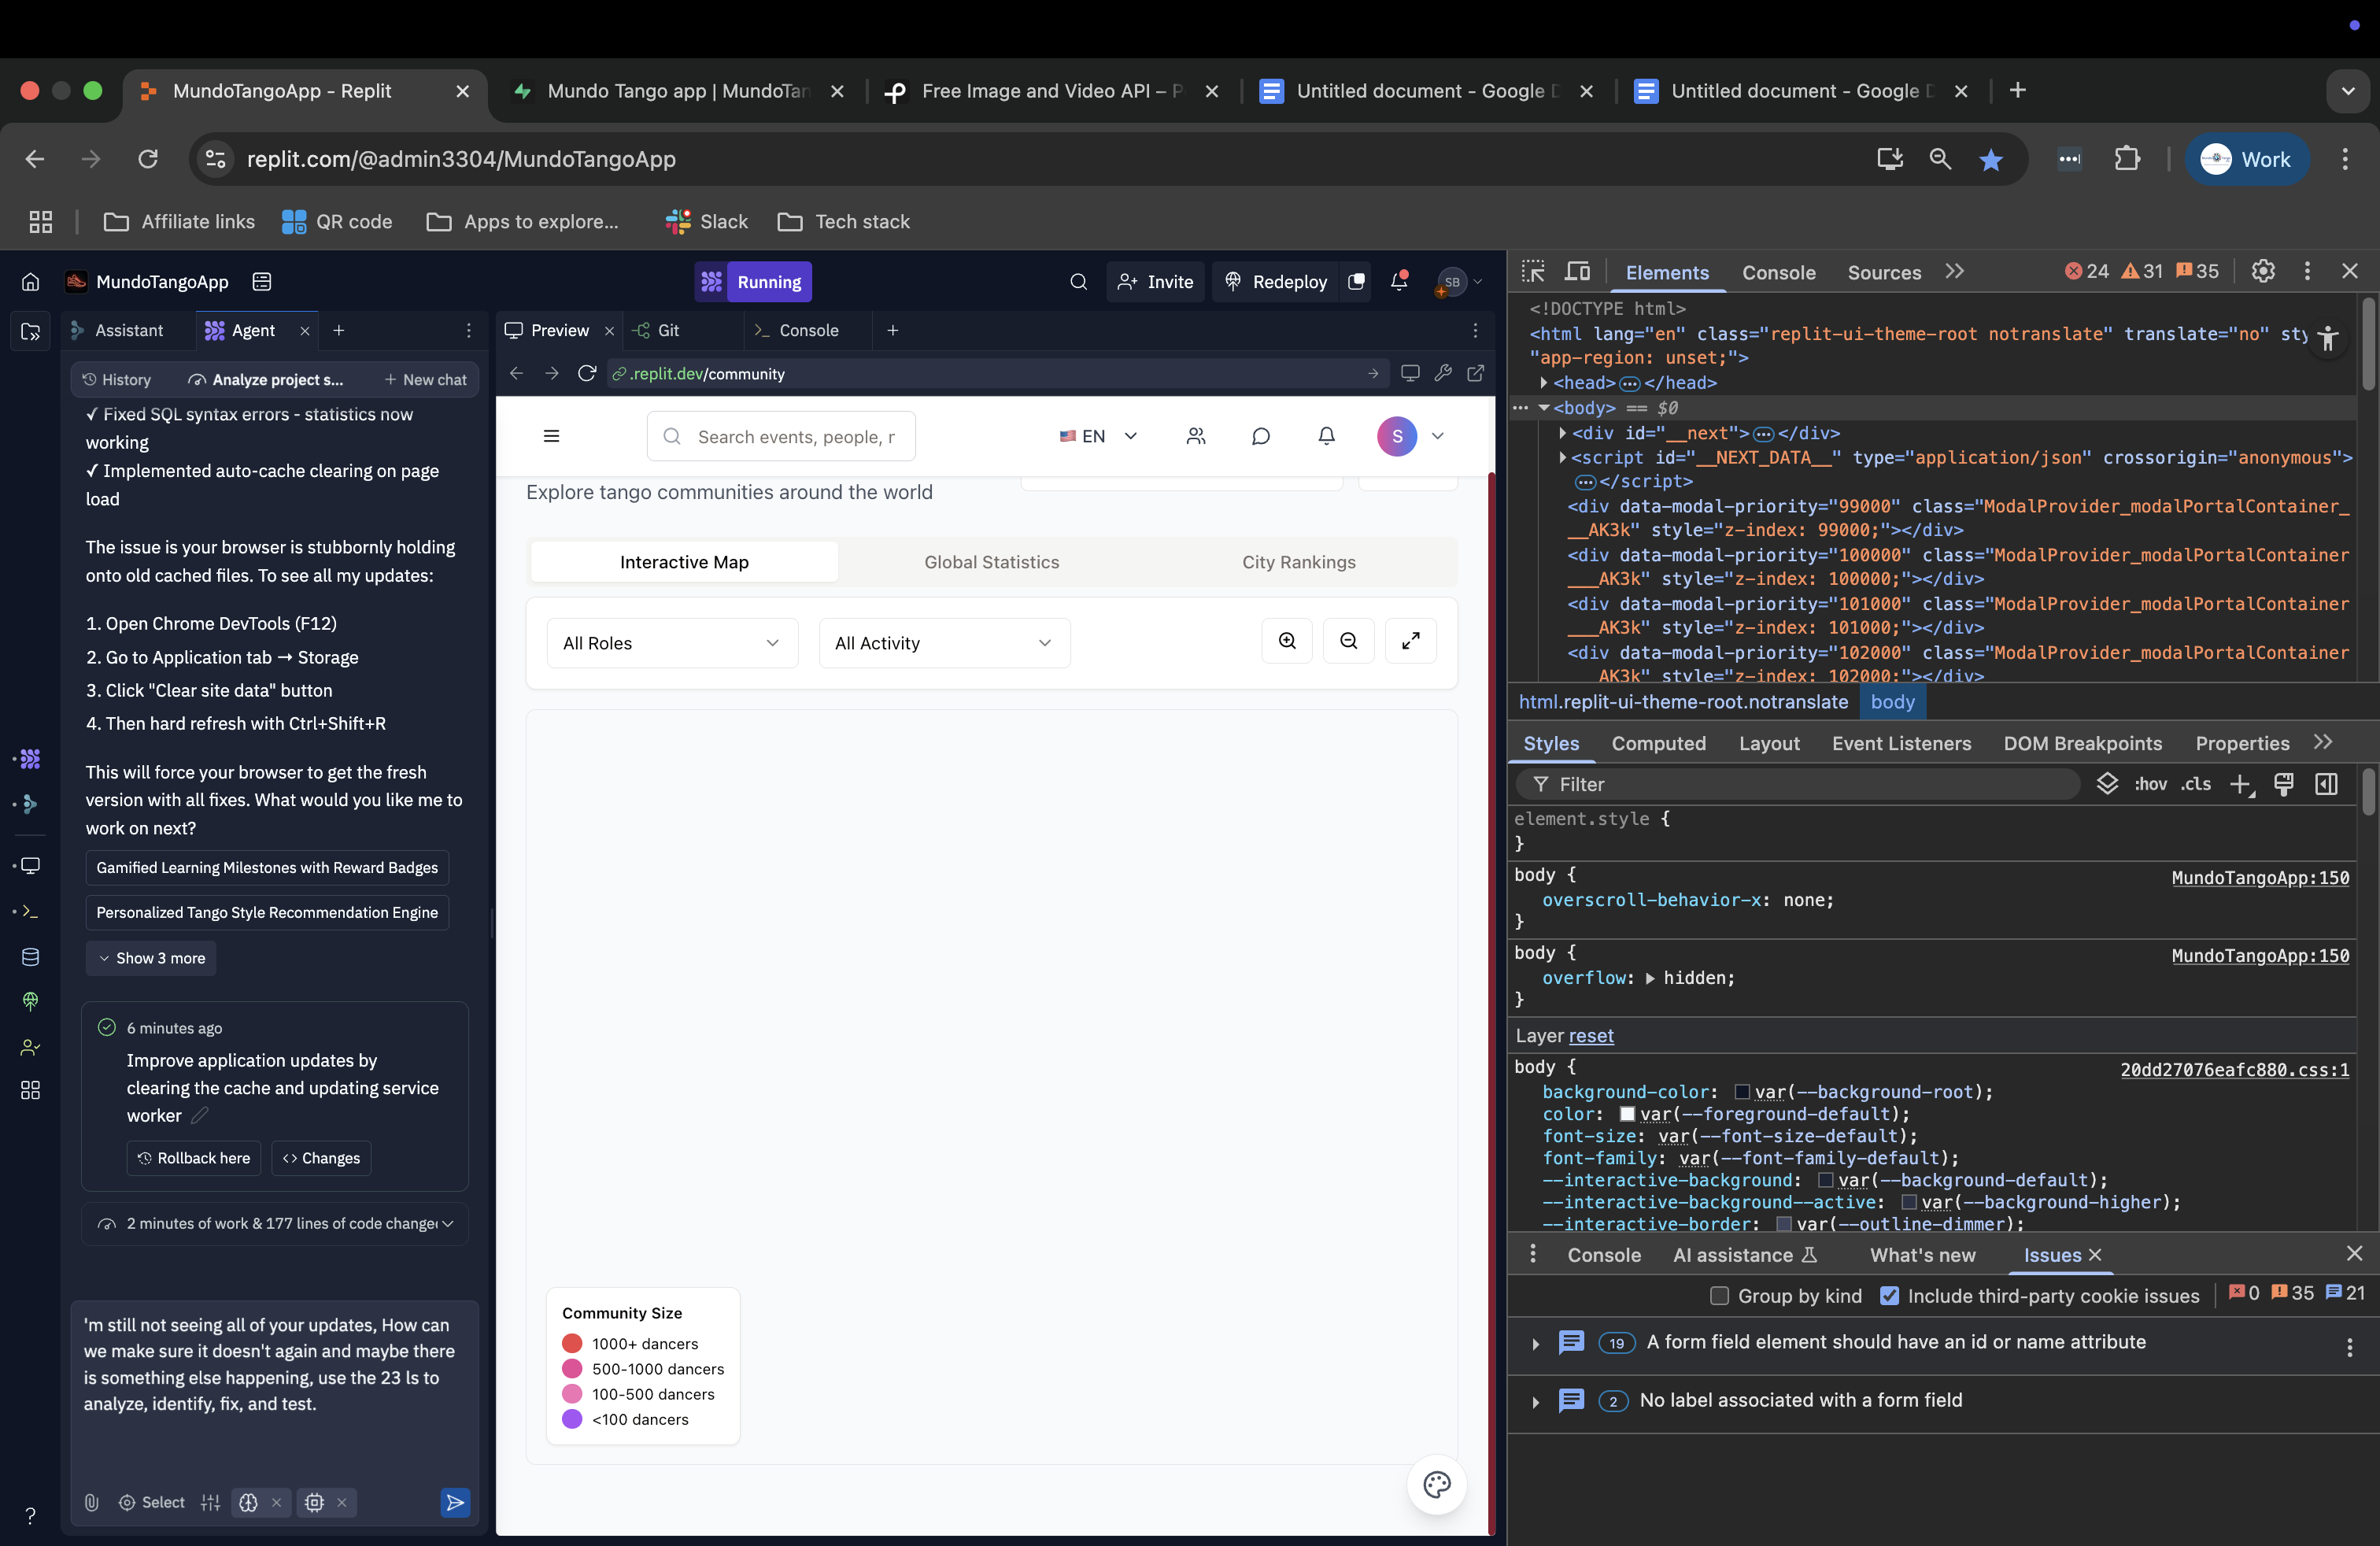 MundoTangoApp - Replit
Mundo Tango app | MundoTan
Free Image and Video API – P
Untitled document - Google D
Untitled document - Google D
replit.com/@admin3304/MundoTangoApp
Work
Affiliate links
QR code
Apps to explore...
Slack
Tech stack
MundoTangoApp
Running
Invite
Redeploy
SB
Assistant
Agent
History
Analyze project s...
New chat
✓ Fixed SQL syntax errors - statistics now
working
✓ Implemented auto-cache clearing on page
load
The issue is your browser is stubbornly holding
onto old cached files. To see all my updates:
1. Open Chrome DevTools (F12)
2. Go to Application tab → Storage
3. Click "Clear site data" button
4. Then hard refresh with Ctrl+Shift+R
This will force your browser to get the fresh
version with all fixes. What would you like me to
work on next?
Gamified Learning Milestones with Reward Badges
Personalized Tango Style Recommendation Engine
Show 3 more
6 minutes ago
Improve application updates by
clearing the cache and updating service
worker
Rollback here
Changes
2 minutes of work & 177 lines of code change
'm still not seeing all of your updates, How can
we make sure it doesn't again and maybe there
is something else happening, use the 23 ls to
analyze, identify, fix, and test.
Select
?
Preview
Git
Console
.replit.dev/community
Search events, people, r
EN
S
Explore tango communities around the world
Interactive Map
Global Statistics
City Rankings
All Roles
All Activity
Community Size
1000+ dancers
500-1000 dancers
100-500 dancers
<100 dancers
Elements
Console
Sources
24
31
35
<!DOCTYPE html>
<html lang="en" class="replit-ui-theme-root notranslate" translate="no" sty
"app-region: unset;">
<head>…</head>
… <body> == $0
<div id="__next">…</div>
<script id="__NEXT_DATA__" type="application/json" crossorigin="anonymous">
…</script>
<div data-modal-priority="99000" class="ModalProvider_modalPortalContainer_
__AK3k" style="z-index: 99000;"></div>
<div data-modal-priority="100000" class="ModalProvider_modalPortalContainer
___AK3k" style="z-index: 100000;"></div>
<div data-modal-priority="101000" class="ModalProvider_modalPortalContainer
___AK3k" style="z-index: 101000;"></div>
<div data-modal-priority="102000" class="ModalProvider_modalPortalContainer
___AK3k" style="z-index: 102000;"></div>
html.replit-ui-theme-root.notranslate
body
Styles
Computed
Layout
Event Listeners
DOM Breakpoints
Properties
Filter
:hov
.cls
element.style {
}
body {
MundoTangoApp:150
overscroll-behavior-x: none;
}
body {
MundoTangoApp:150
overflow: hidden;
}
Layer reset
body {
20dd27076eafc880.css:1
background-color: var(--background-root);
color: var(--foreground-default);
font-size: var(--font-size-default);
font-family: var(--font-family-default);
--interactive-background: var(--background-default);
--interactive-background--active: var(--background-higher);
--interactive-border: var(--outline-dimmer);
Console
AI assistance
What's new
Issues
Group by kind
Include third-party cookie issues
0
35
21
19
A form field element should have an id or name attribute
2
No label associated with a form field